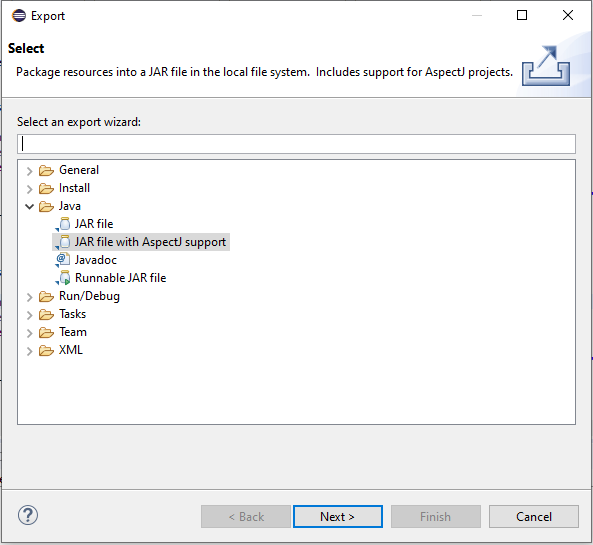 Export
Select
Package resources into a JAR file in the local file system.  Includes support for AspectJ projects.
Select an export wizard:
General
Install
Java
JAR file
JAR file with AspectJ support
Javadoc
Runnable JAR file
Run/Debug
Tasks
Team
XML
< Back
Next >
Finish
Cancel